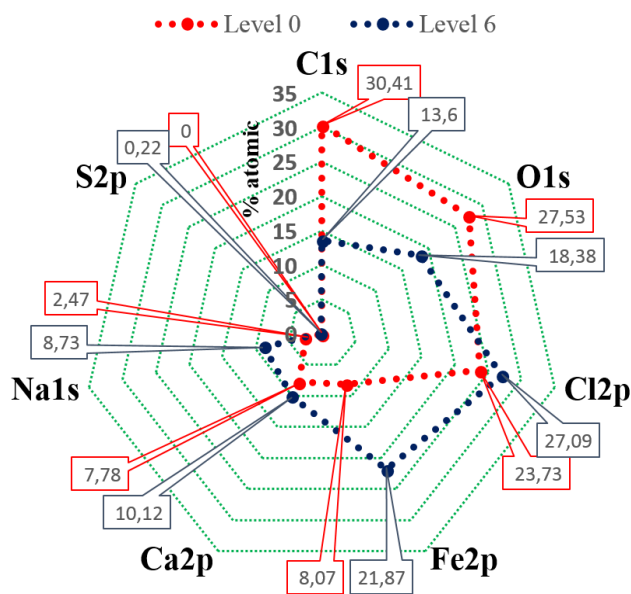 Level 0 Level 6
C1s
35
30,41
30
13,6
0
0,22
25
% atomic
S2p
O1s
20
27,53
15
18,38
10
2,47
5
8,73
0
Na1s
Cl2p
27,09
7,78
23,73
10,12
Ca2p
Fe2p
8,07
21,87